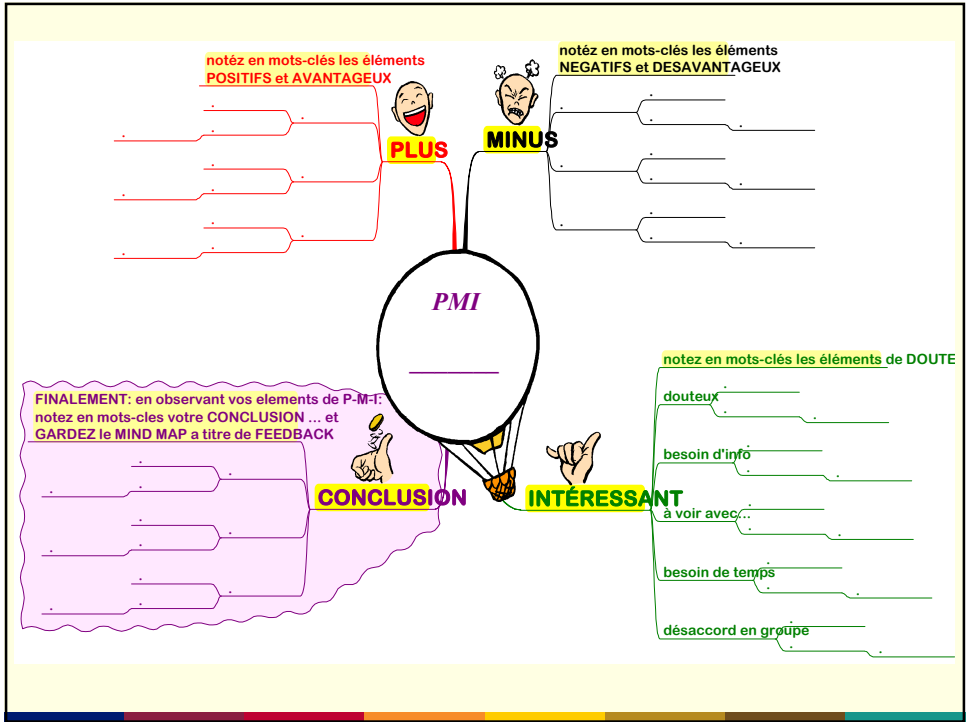 notéz en mots-clés les éléments
POSITIFS et AVANTAGEUX
PLUS
notéz en mots-clés les éléments
NEGATIFS et DESAVANTAGEUX
MINUS
PMI
notez en mots-clés les éléments de DOUTE
douteux
besoin d'info
à voir avec...
besoin de temps
désaccord en groupe
INTÉRESSANT
FINALEMENT: en observant vos elements de P-M-I:
notez en mots-cles votre CONCLUSION ... et
GARDEZ le MIND MAP a titre de FEEDBACK
CONCLUSION